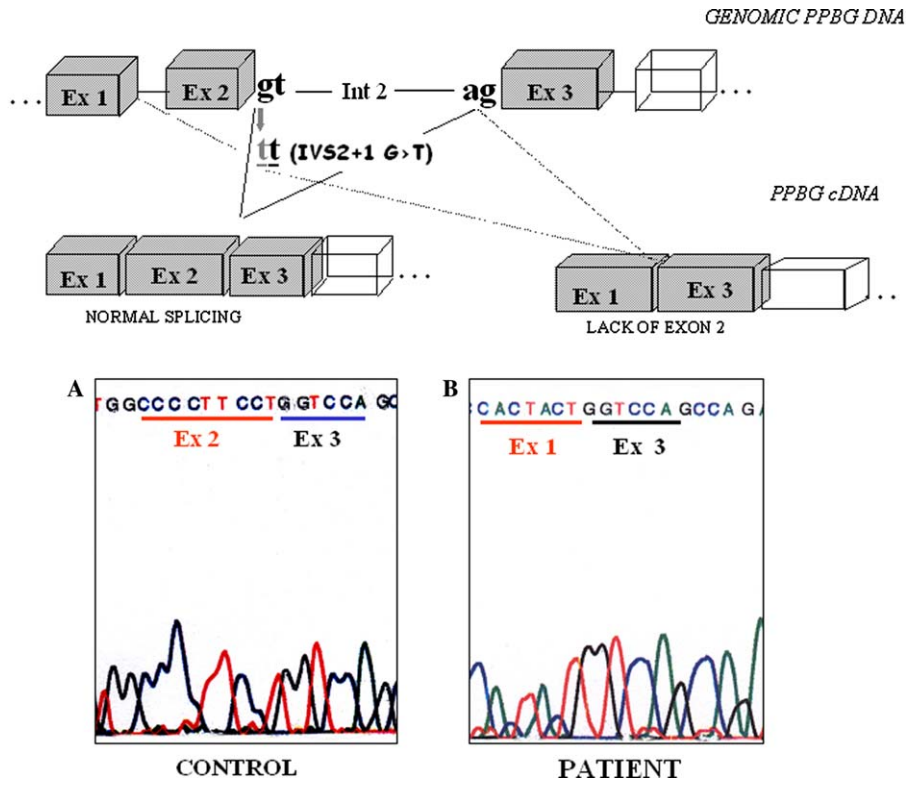 GENOMIC PPBG DNA
... Ex 1 Ex 2 gt Int 2 ag Ex 3 ...
tt (IVS2+1 G>T)
PPBG cDNA
Ex 1 Ex 2 Ex 3 ...
Ex 1 Ex 3 ..
NORMAL SPLICING
LACK OF EXON 2
A
TGGCCCCTTCCTGGTCCAGC
Ex 2 Ex 3
CONTROL
B
CACTACTGGTCCAGCCAGA
Ex 1 Ex 3
PATIENT